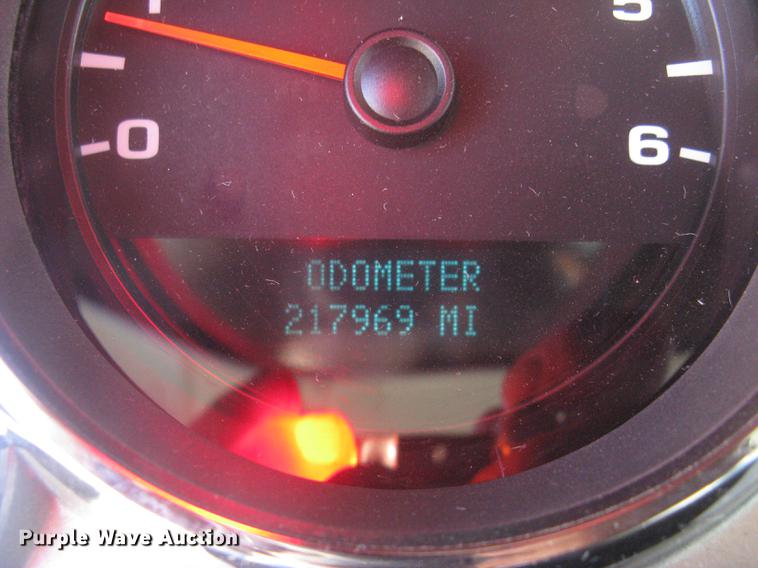 1 5
0 6
ODOMETER
217969 MI
Purple Wave Auction